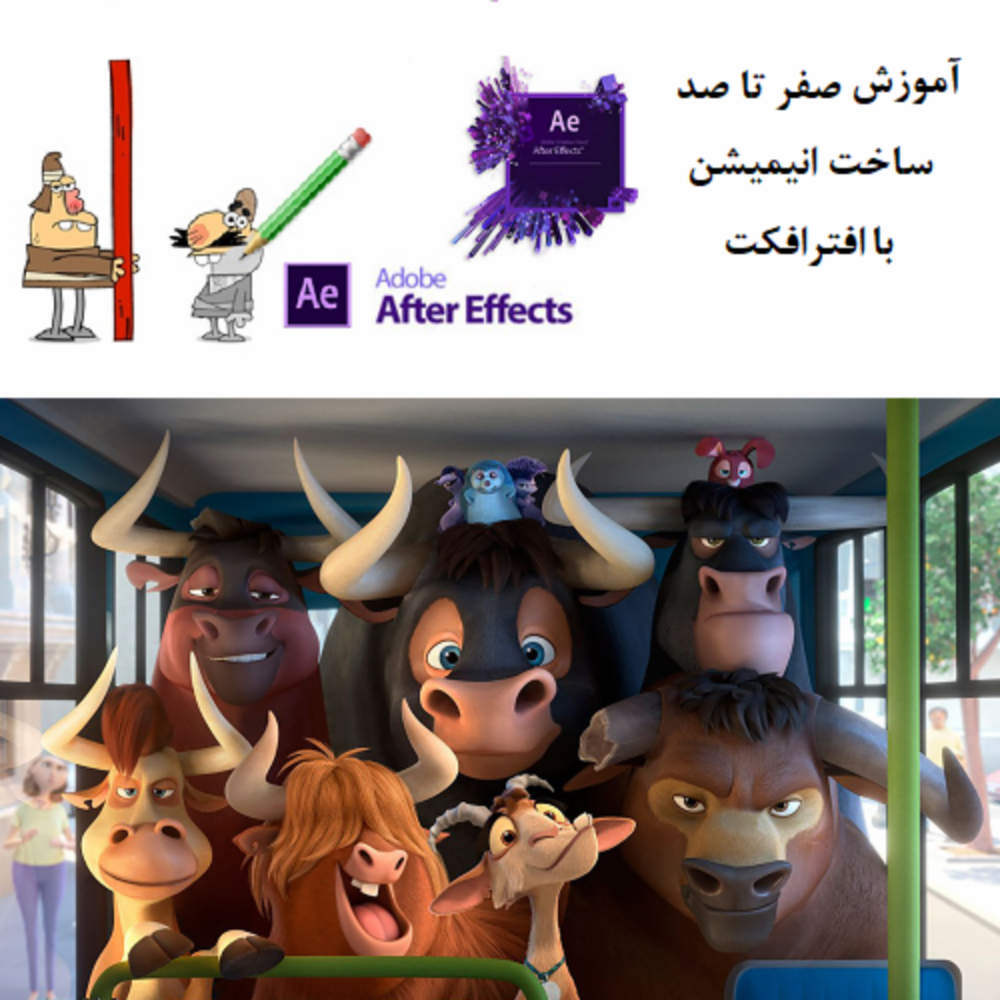 آموزش صفر تا صد
ساخت انیمیشن
با افترافکت
Ae
After Effects
Ae
Adobe
After Effects